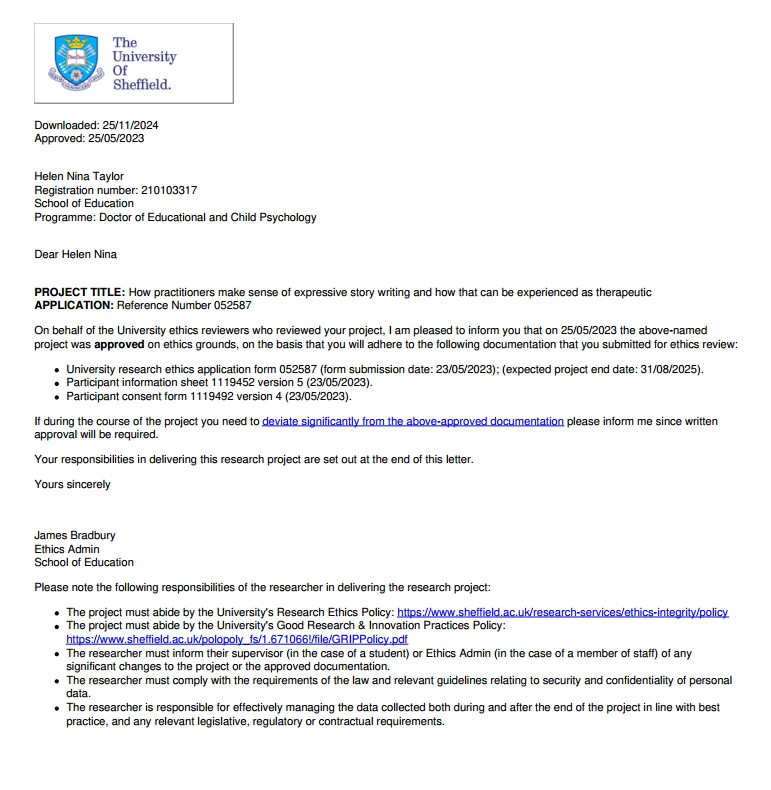 The
University
Of
Sheffield.
Downloaded: 25/11/2024
Approved: 25/05/2023
Helen Nina Taylor
Registration number: 210103317
School of Education
Programme: Doctor of Educational and Child Psychology
Dear Helen Nina
PROJECT TITLE: How practitioners make sense of expressive story writing and how that can be experienced as therapeutic
APPLICATION: Reference Number 052587
On behalf of the University ethics reviewers who reviewed your project, I am pleased to inform you that on 25/05/2023 the above-named
project was approved on ethics grounds, on the basis that you will adhere to the following documentation that you submitted for ethics review:
• University research ethics application form 052587 (form submission date: 23/05/2023); (expected project end date: 31/08/2025).
• Participant information sheet 1119452 version 5 (23/05/2023).
• Participant consent form 1119492 version 4 (23/05/2023).
If during the course of the project you need to deviate significantly from the above-approved documentation please inform me since written
approval will be required.
Your responsibilities in delivering this research project are set out at the end of this letter.
Yours sincerely
James Bradbury
Ethics Admin
School of Education
Please note the following responsibilities of the researcher in delivering the research project:
• The project must abide by the University's Research Ethics Policy: https://www.sheffield.ac.uk/research-services/ethics-integrity/policy
• The project must abide by the University's Good Research & Innovation Practices Policy:
https://www.sheffield.ac.uk/polopoly_fs/1.671066!/file/GRIPPolicy.pdf
• The researcher must inform their supervisor (in the case of a student) or Ethics Admin (in the case of a member of staff) of any
significant changes to the project or the approved documentation.
• The researcher must comply with the requirements of the law and relevant guidelines relating to security and confidentiality of personal
data.
• The researcher is responsible for effectively managing the data collected both during and after the end of the project in line with best
practice, and any relevant legislative, regulatory or contractual requirements.